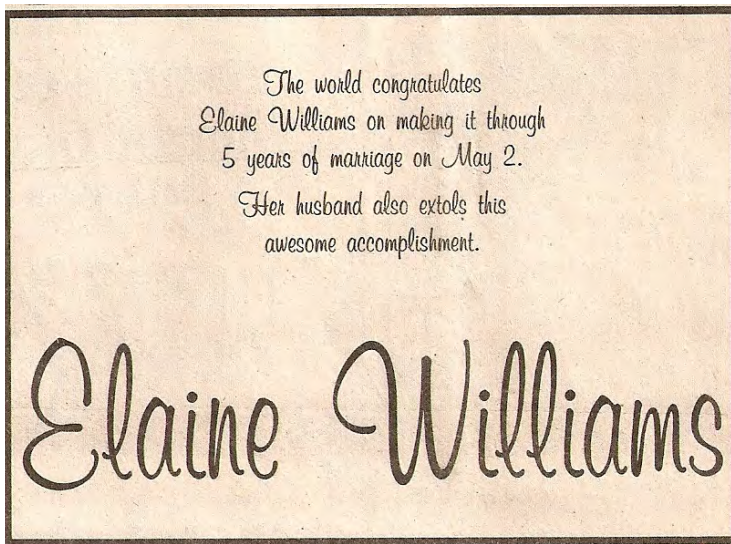 The world congratulates
Elaine Williams on making it through
5 years of marriage on May 2.
Her husband also extols this
awesome accomplishment.
Elaine Williams